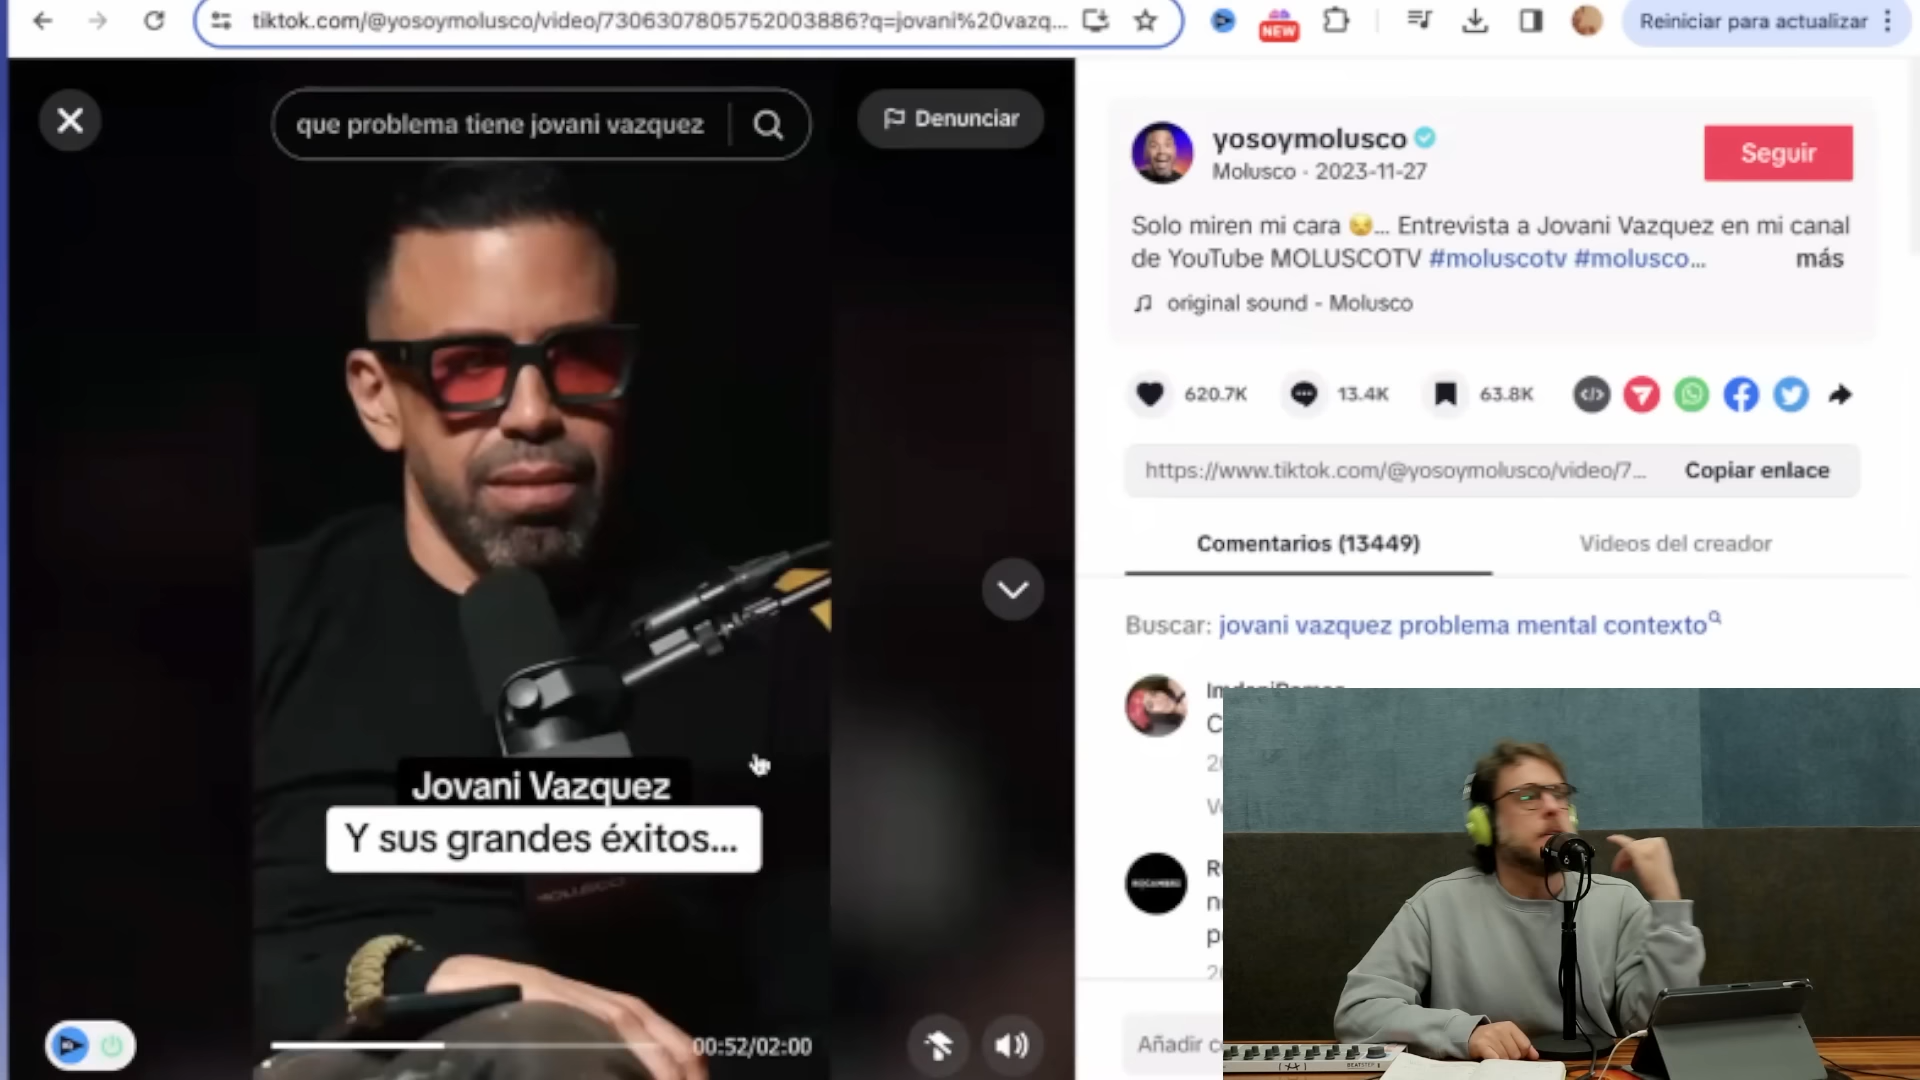 tiktok.com/@yosoymolusco/video/7306307805752003886?q=jovani%20vazq...
NEW
Reiniciar para actualizar
que problema tiene jovani vazquez
Denunciar
yosoymolusco
Molusco · 2023-11-27
Seguir
Solo miren mi cara 😒... Entrevista a Jovani Vazquez en mi canal
de YouTube MOLUSCOTV #moluscotv #molusco...
más
original sound - Molusco
620.7K
13.4K
63.8K
https://www.tiktok.com/@yosoymolusco/video/7...
Copiar enlace
Comentarios (13449)
Videos del creador
Buscar: jovani vazquez problema mental contexto
Jovani Vazquez
Y sus grandes éxitos...
MOLUSCO
00:52/02:00
Añadir
BEATSTEP